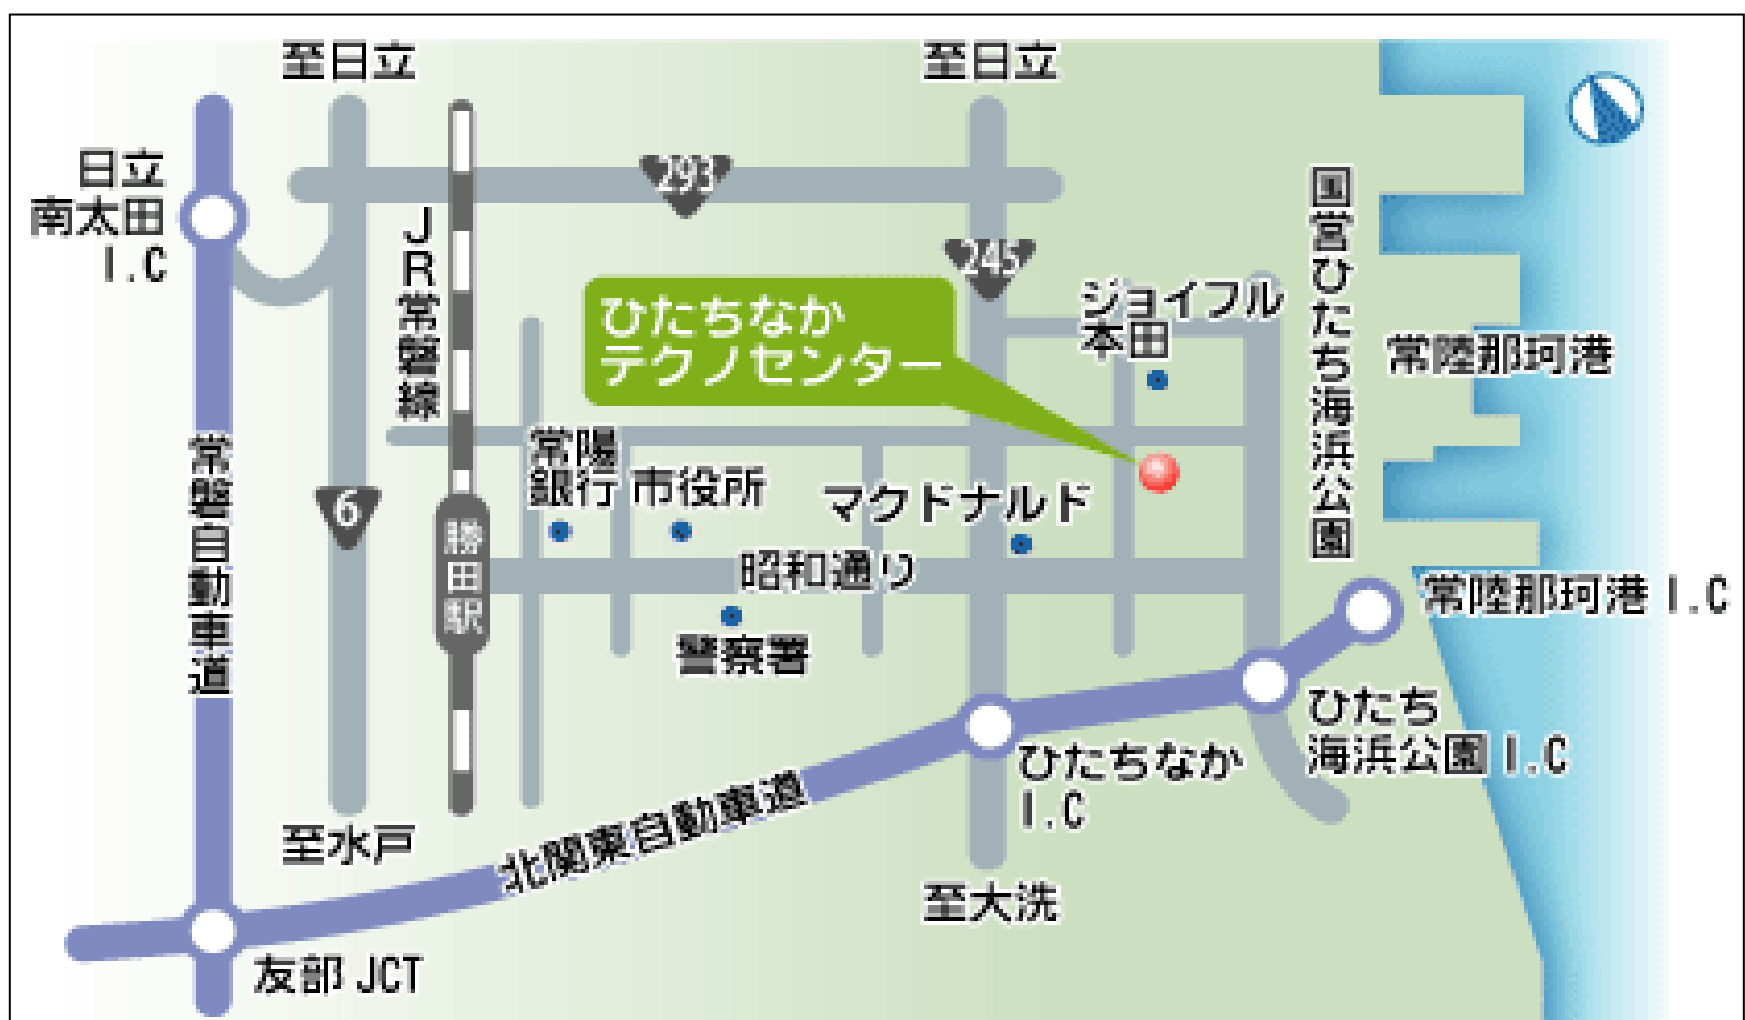 至日立
至日立
日立
南太田
I.C
293
JR常磐線
245
国営ひたち海浜公園
ひたちなか
テクノセンター
ジョイフル
本田
常陸那珂港
常磐自動車道
6
勝田駅
常陽
銀行
市役所
マクドナルド
昭和通り
警察署
常陸那珂港 I.C
ひたち
海浜公園 I.C
ひたちなか
I.C
北関東自動車道
至水戸
至大洗
友部 JCT